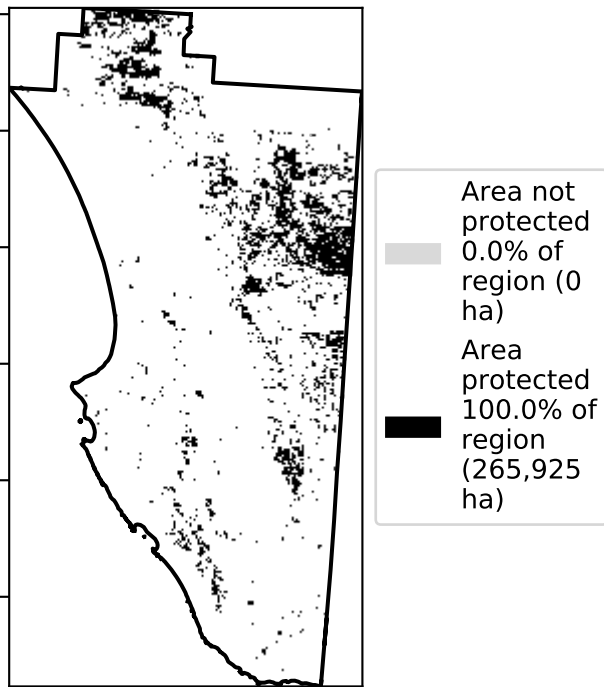 Area not
protected
0.0% of
region (0
ha)
Area
protected
100.0% of
region
(265,925
ha)